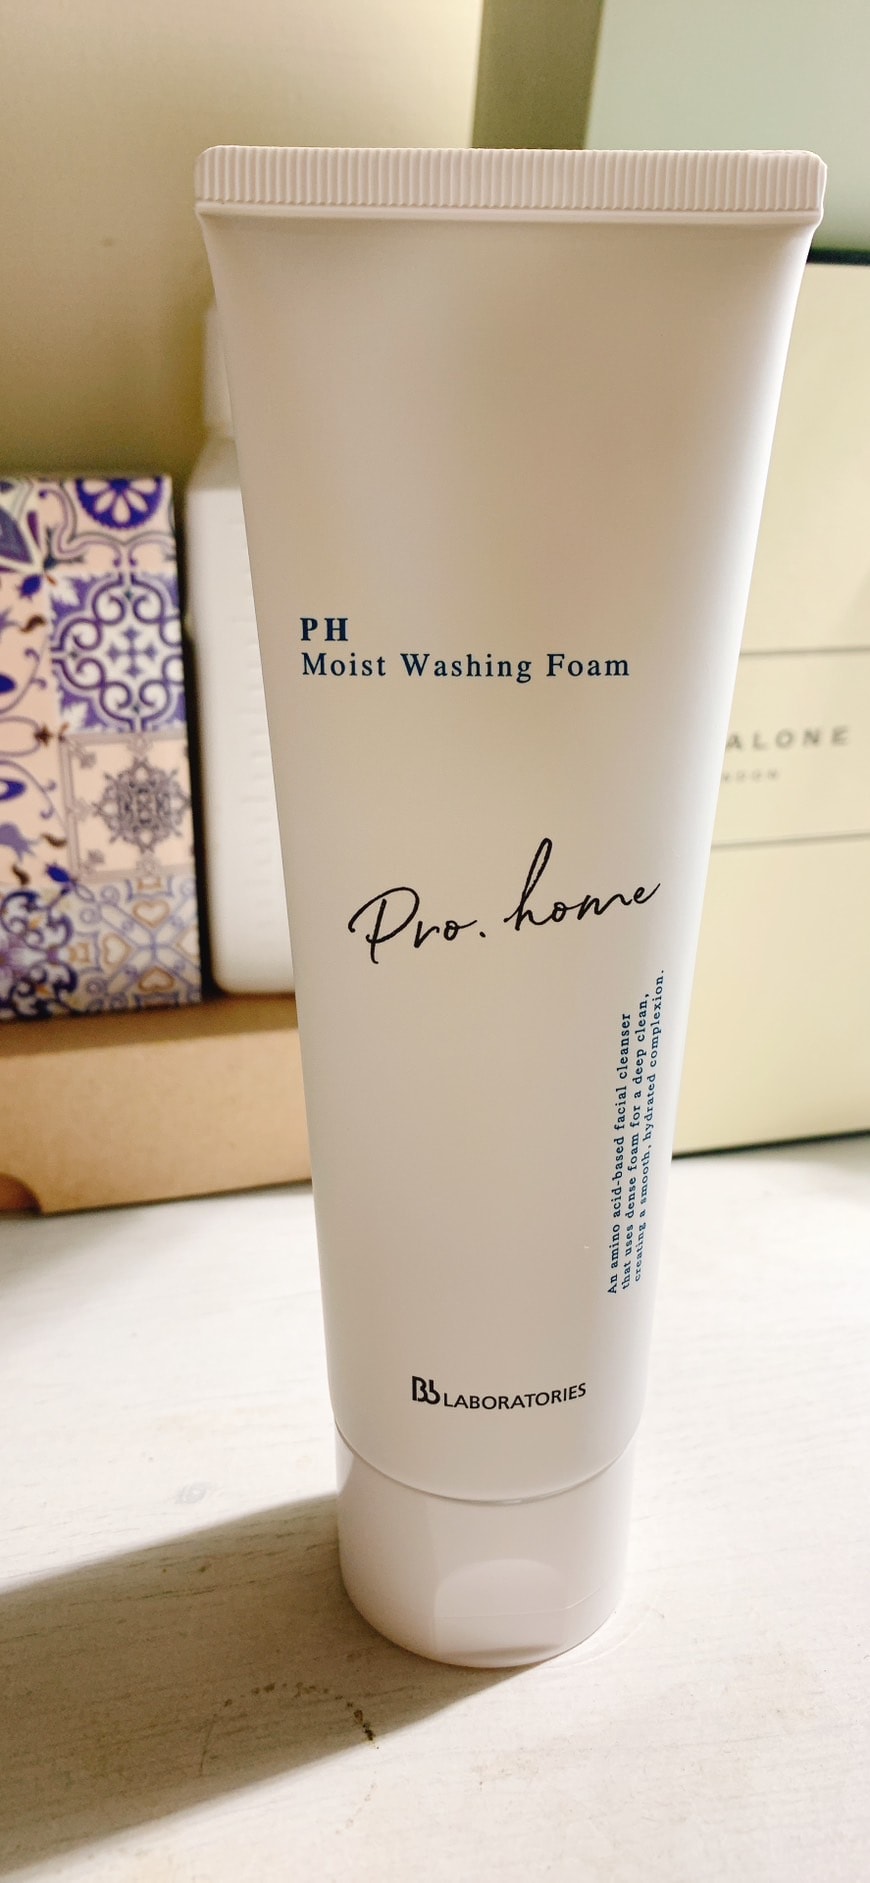 PH
Moist Washing Foam
Pro. home
An amino acid-based facial cleanser
that uses dense foam for a deep clean,
creating a smooth, hydrated complexion.
Bb LABORATORIES
ALONE